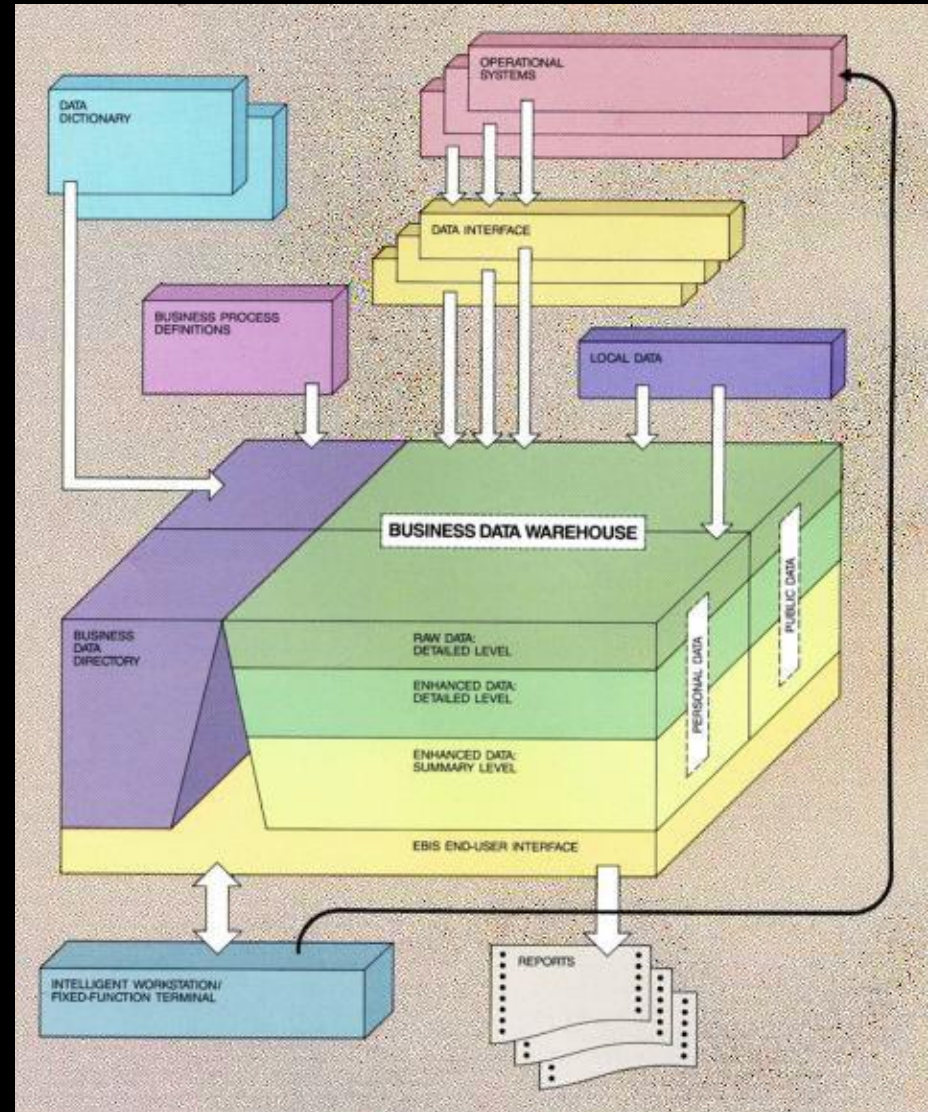 OPERATIONAL
SYSTEMS
DATA
DICTIONARY
DATA INTERFACE
BUSINESS PROCESS
DEFINITIONS
LOCAL DATA
BUSINESS DATA WAREHOUSE
BUSINESS
DATA
DIRECTORY
RAW DATA:
DETAILED LEVEL
ENHANCED DATA:
DETAILED LEVEL
ENHANCED DATA:
SUMMARY LEVEL
PERSONAL DATA
PUBLIC DATA
EBIS END-USER INTERFACE
INTELLIGENT WORKSTATION/
FIXED-FUNCTION TERMINAL
REPORTS